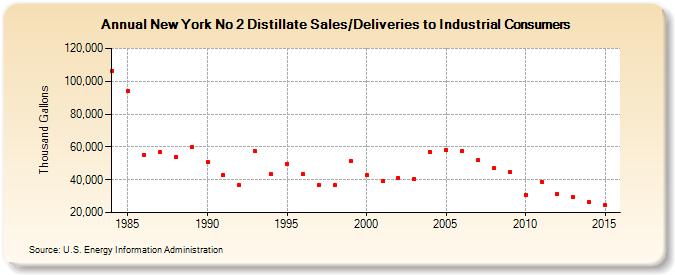 Annual New York No 2 Distillate Sales/Deliveries to Industrial Consumers
Thousand Gallons
120,000
100,000
80,000
60,000
40,000
20,000
1985 1990 1995 2000 2005 2010 2015
Source: U.S. Energy Information Administration